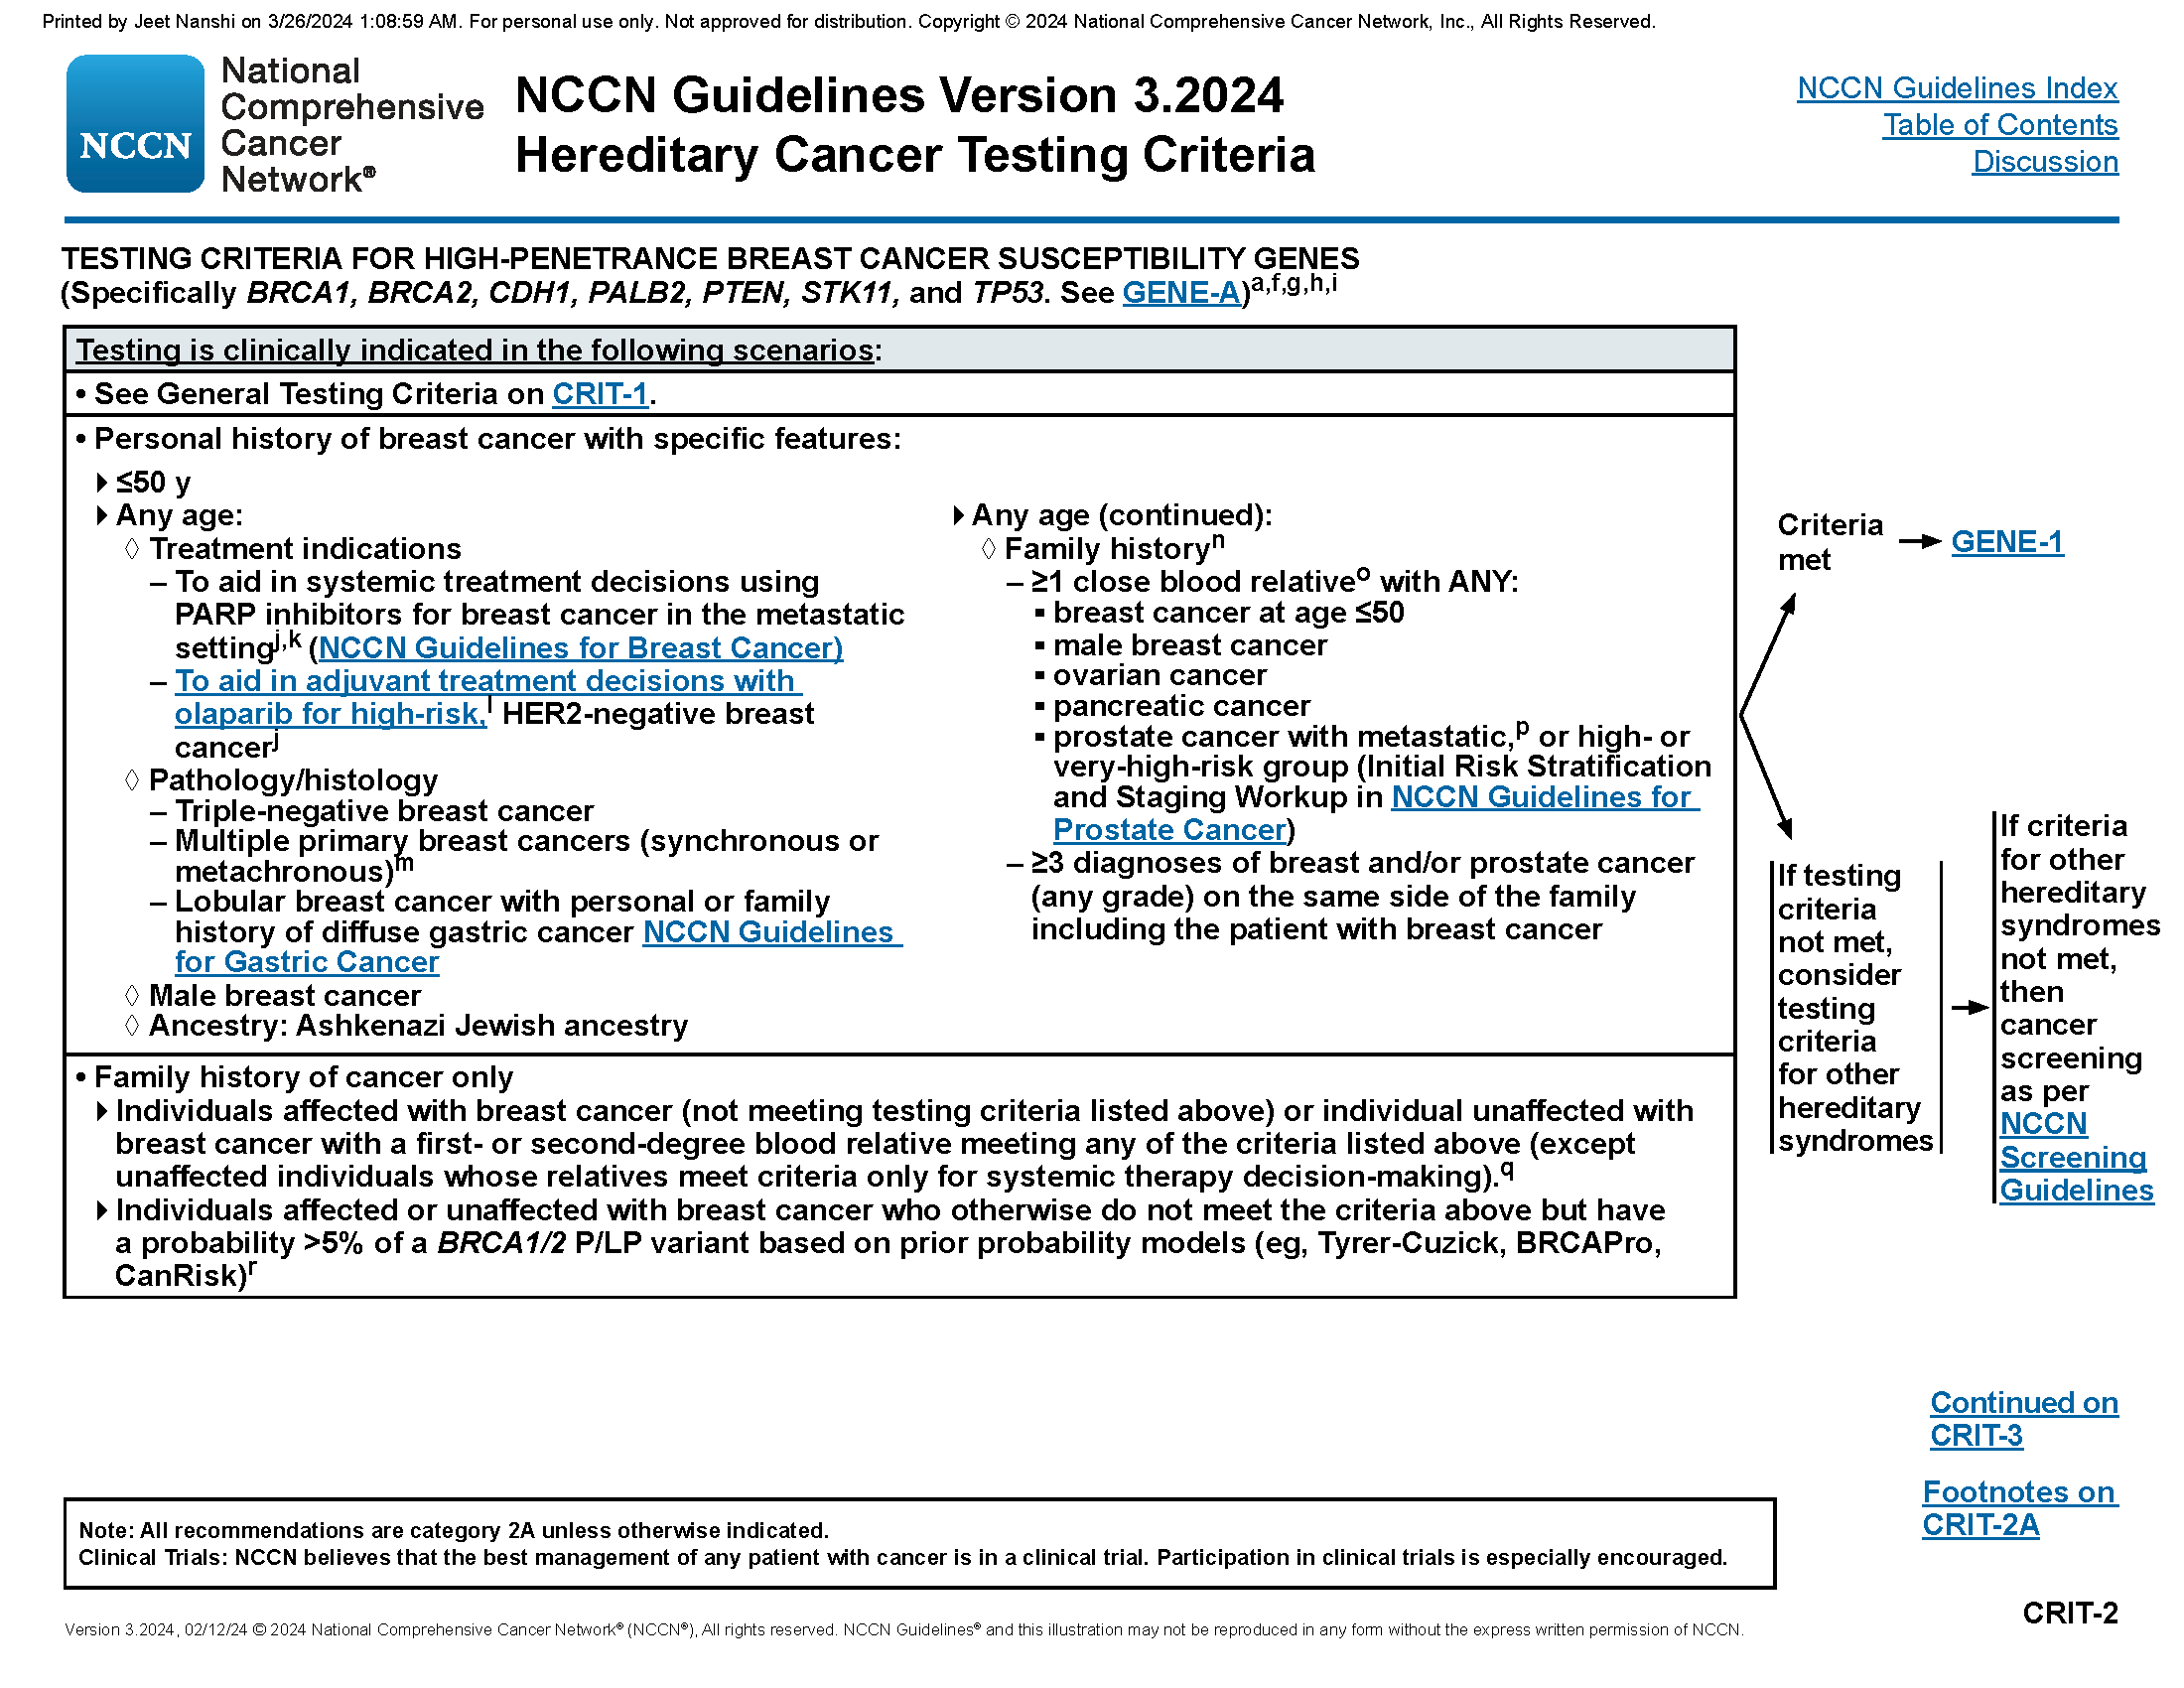 Printed by Jeet Nanshi on 3/26/2024 1:08:59 AM. For personal use only. Not approved for distribution. Copyright © 2024 National Comprehensive Cancer Network, Inc., All Rights Reserved.
NCCN
National
Comprehensive
Cancer
Network®
NCCN Guidelines Version 3.2024
Hereditary Cancer Testing Criteria
NCCN Guidelines Index
Table of Contents
Discussion
TESTING CRITERIA FOR HIGH-PENETRANCE BREAST CANCER SUSCEPTIBILITY GENES
(Specifically BRCA1, BRCA2, CDH1, PALB2, PTEN, STK11, and TP53. See GENE-A)a,f,g,h,i
Testing is clinically indicated in the following scenarios:
• See General Testing Criteria on CRIT-1.
• Personal history of breast cancer with specific features:
▸ ≤50 y
▸ Any age:
◊ Treatment indications
– To aid in systemic treatment decisions using
PARP inhibitors for breast cancer in the metastatic
settingj,k (NCCN Guidelines for Breast Cancer)
– To aid in adjuvant treatment decisions with
olaparib for high-risk,l HER2-negative breast
cancerj
◊ Pathology/histology
– Triple-negative breast cancer
– Multiple primary breast cancers (synchronous or
metachronous)m
– Lobular breast cancer with personal or family
history of diffuse gastric cancer NCCN Guidelines
for Gastric Cancer
◊ Male breast cancer
◊ Ancestry: Ashkenazi Jewish ancestry
▸ Any age (continued):
◊ Family historyn
– ≥1 close blood relativeo with ANY:
▪ breast cancer at age ≤50
▪ male breast cancer
▪ ovarian cancer
▪ pancreatic cancer
▪ prostate cancer with metastatic,p or high- or
very-high-risk group (Initial Risk Stratification
and Staging Workup in NCCN Guidelines for
Prostate Cancer)
– ≥3 diagnoses of breast and/or prostate cancer
(any grade) on the same side of the family
including the patient with breast cancer
• Family history of cancer only
▸ Individuals affected with breast cancer (not meeting testing criteria listed above) or individual unaffected with
breast cancer with a first- or second-degree blood relative meeting any of the criteria listed above (except
unaffected individuals whose relatives meet criteria only for systemic therapy decision-making).q
▸ Individuals affected or unaffected with breast cancer who otherwise do not meet the criteria above but have
a probability >5% of a BRCA1/2 P/LP variant based on prior probability models (eg, Tyrer-Cuzick, BRCAPro,
CanRisk)r
Criteria
met
GENE-1
If testing
criteria
not met,
consider
testing
criteria
for other
hereditary
syndromes
If criteria
for other
hereditary
syndromes
not met,
then
cancer
screening
as per
NCCN
Screening
Guidelines
Continued on
CRIT-3
Footnotes on
CRIT-2A
Note: All recommendations are category 2A unless otherwise indicated.
Clinical Trials: NCCN believes that the best management of any patient with cancer is in a clinical trial. Participation in clinical trials is especially encouraged.
CRIT-2
Version 3.2024, 02/12/24 © 2024 National Comprehensive Cancer Network® (NCCN®), All rights reserved. NCCN Guidelines® and this illustration may not be reproduced in any form without the express written permission of NCCN.